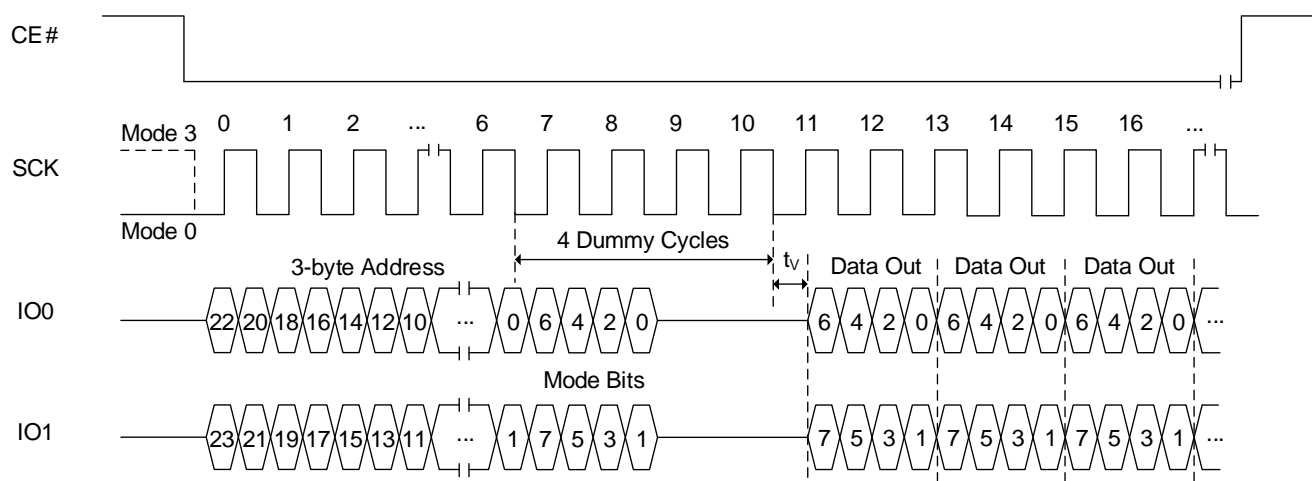 CE#
0 1 2 ... 6 7 8 9 10 11 12 13 14 15 16 ...
Mode 3
SCK
Mode 0
4 Dummy Cycles
3-byte Address
tV
Data Out Data Out Data Out
IO0
22 20 18 16 14 12 10 ... 0 6 4 2 0 6 4 2 0 6 4 2 0 6 4 2 0 ...
Mode Bits
IO1
23 21 19 17 15 13 11 ... 1 7 5 3 1 7 5 3 1 7 5 3 1 7 5 3 1 ...